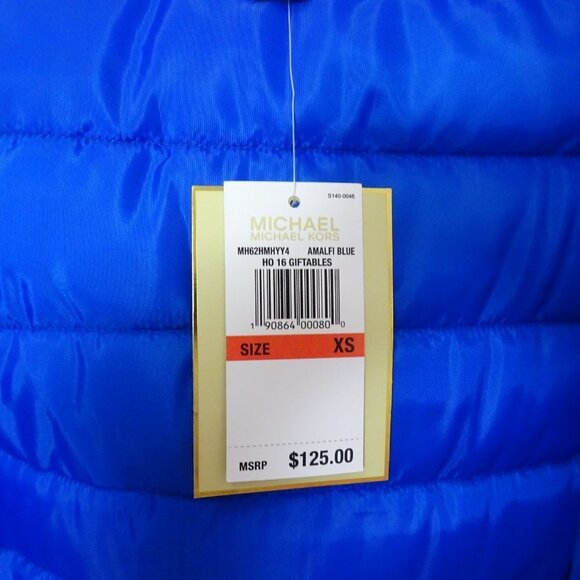 S140-0046
MICHAEL
MICHAEL KORS
MH62HMHYY4 AMALFI BLUE
HO 16 GIFTABLES
1 90864 00080 0
SIZE XS
MSRP $125.00